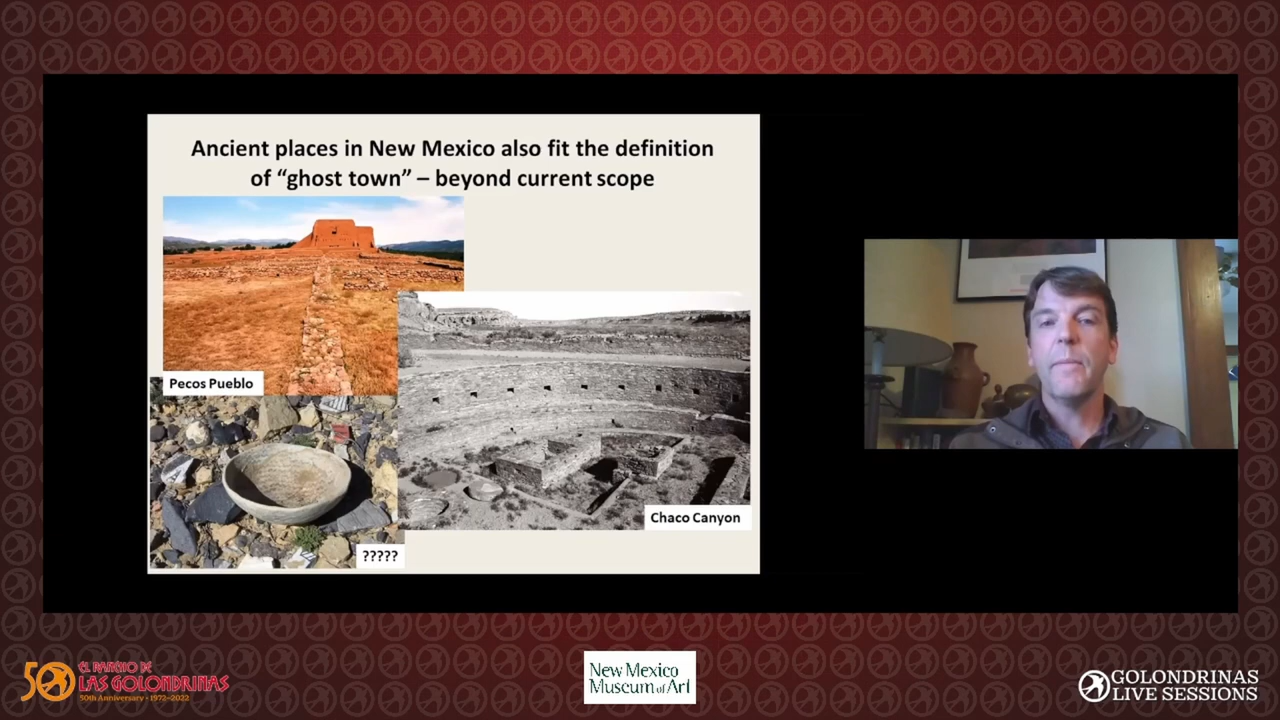 Ancient places in New Mexico also fit the definition
of “ghost town” – beyond current scope
Pecos Pueblo
Chaco Canyon
?????
50
EL RANCHO DE
LAS GOLONDRINAS
50th Anniversary • 1972-2022
New Mexico
Museum of Art
GOLONDRINAS
LIVE SESSIONS